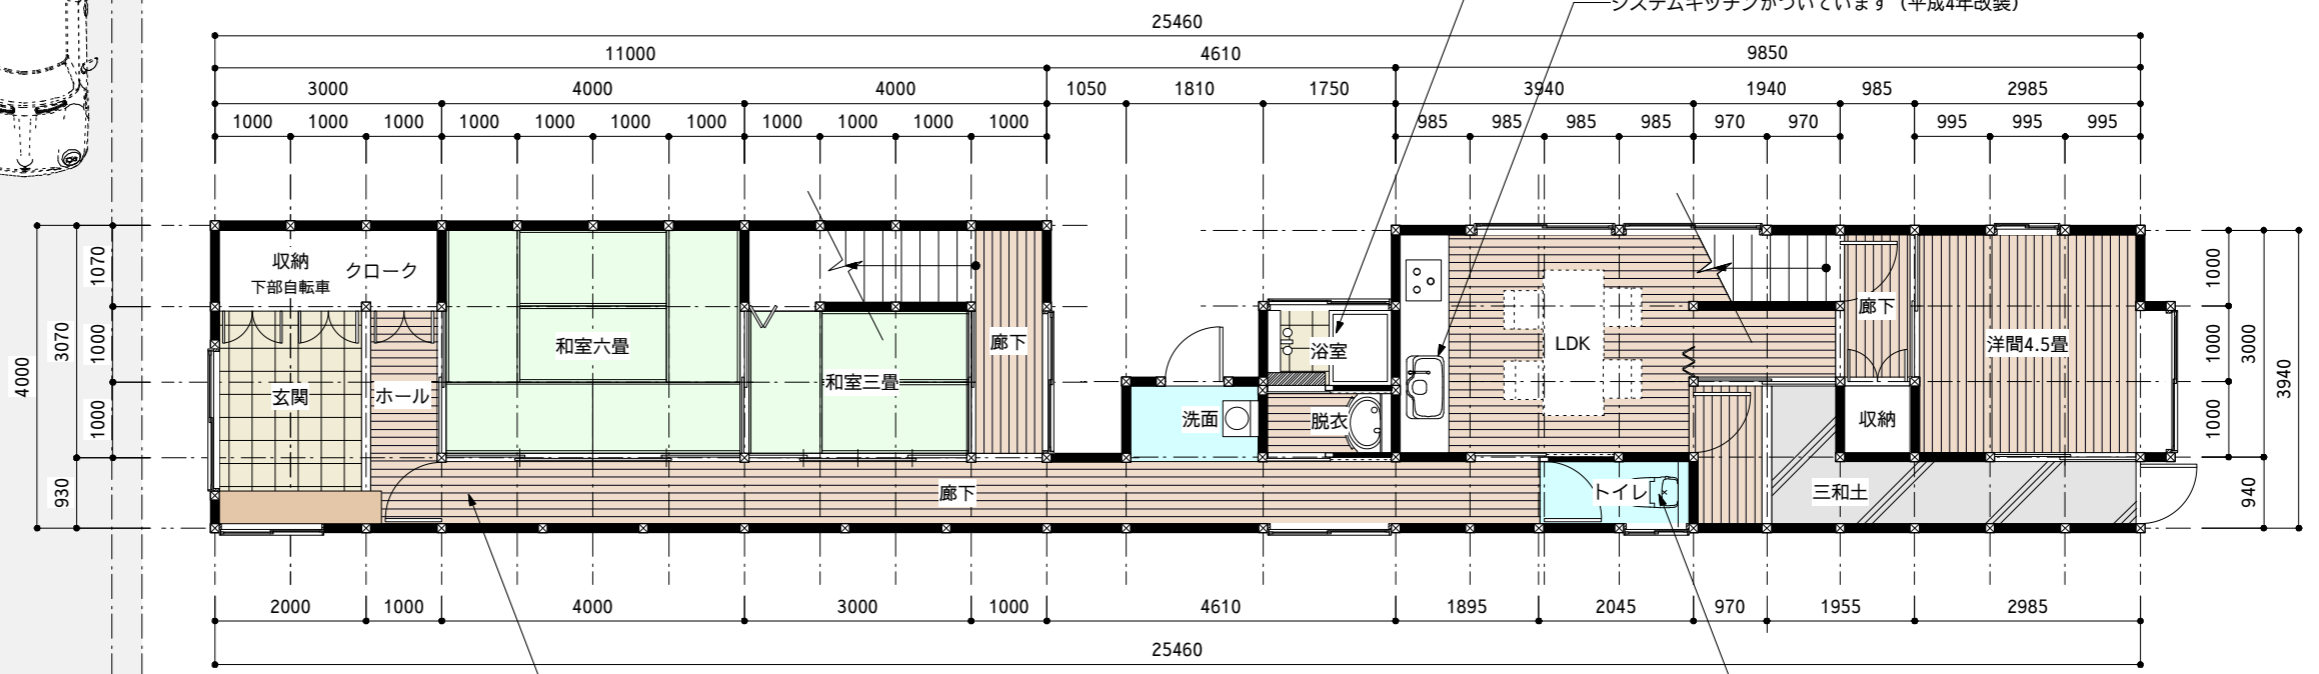 システムキッチンがついています（平成4年改装）
25460
11000 4610 9850
3000 4000 4000 1050 1810 1750 3940 1940 985 2985
1000 1000 1000 1000 1000 1000 1000 1000 1000 1000 1000 985 985 985 985 970 970 995 995 995
4000
3070
930
1070
1000
1000
収納
下部自転車
クローク
玄関
ホール
和室六畳
和室三畳
廊下
廊下
洗面
浴室
脱衣
LDK
トイレ
廊下
収納
洋間4.5畳
三和土
1000
1000
1000
3000
940
3940
2000 1000 4000 3000 1000 4610 1895 2045 970 1955 2985
25460